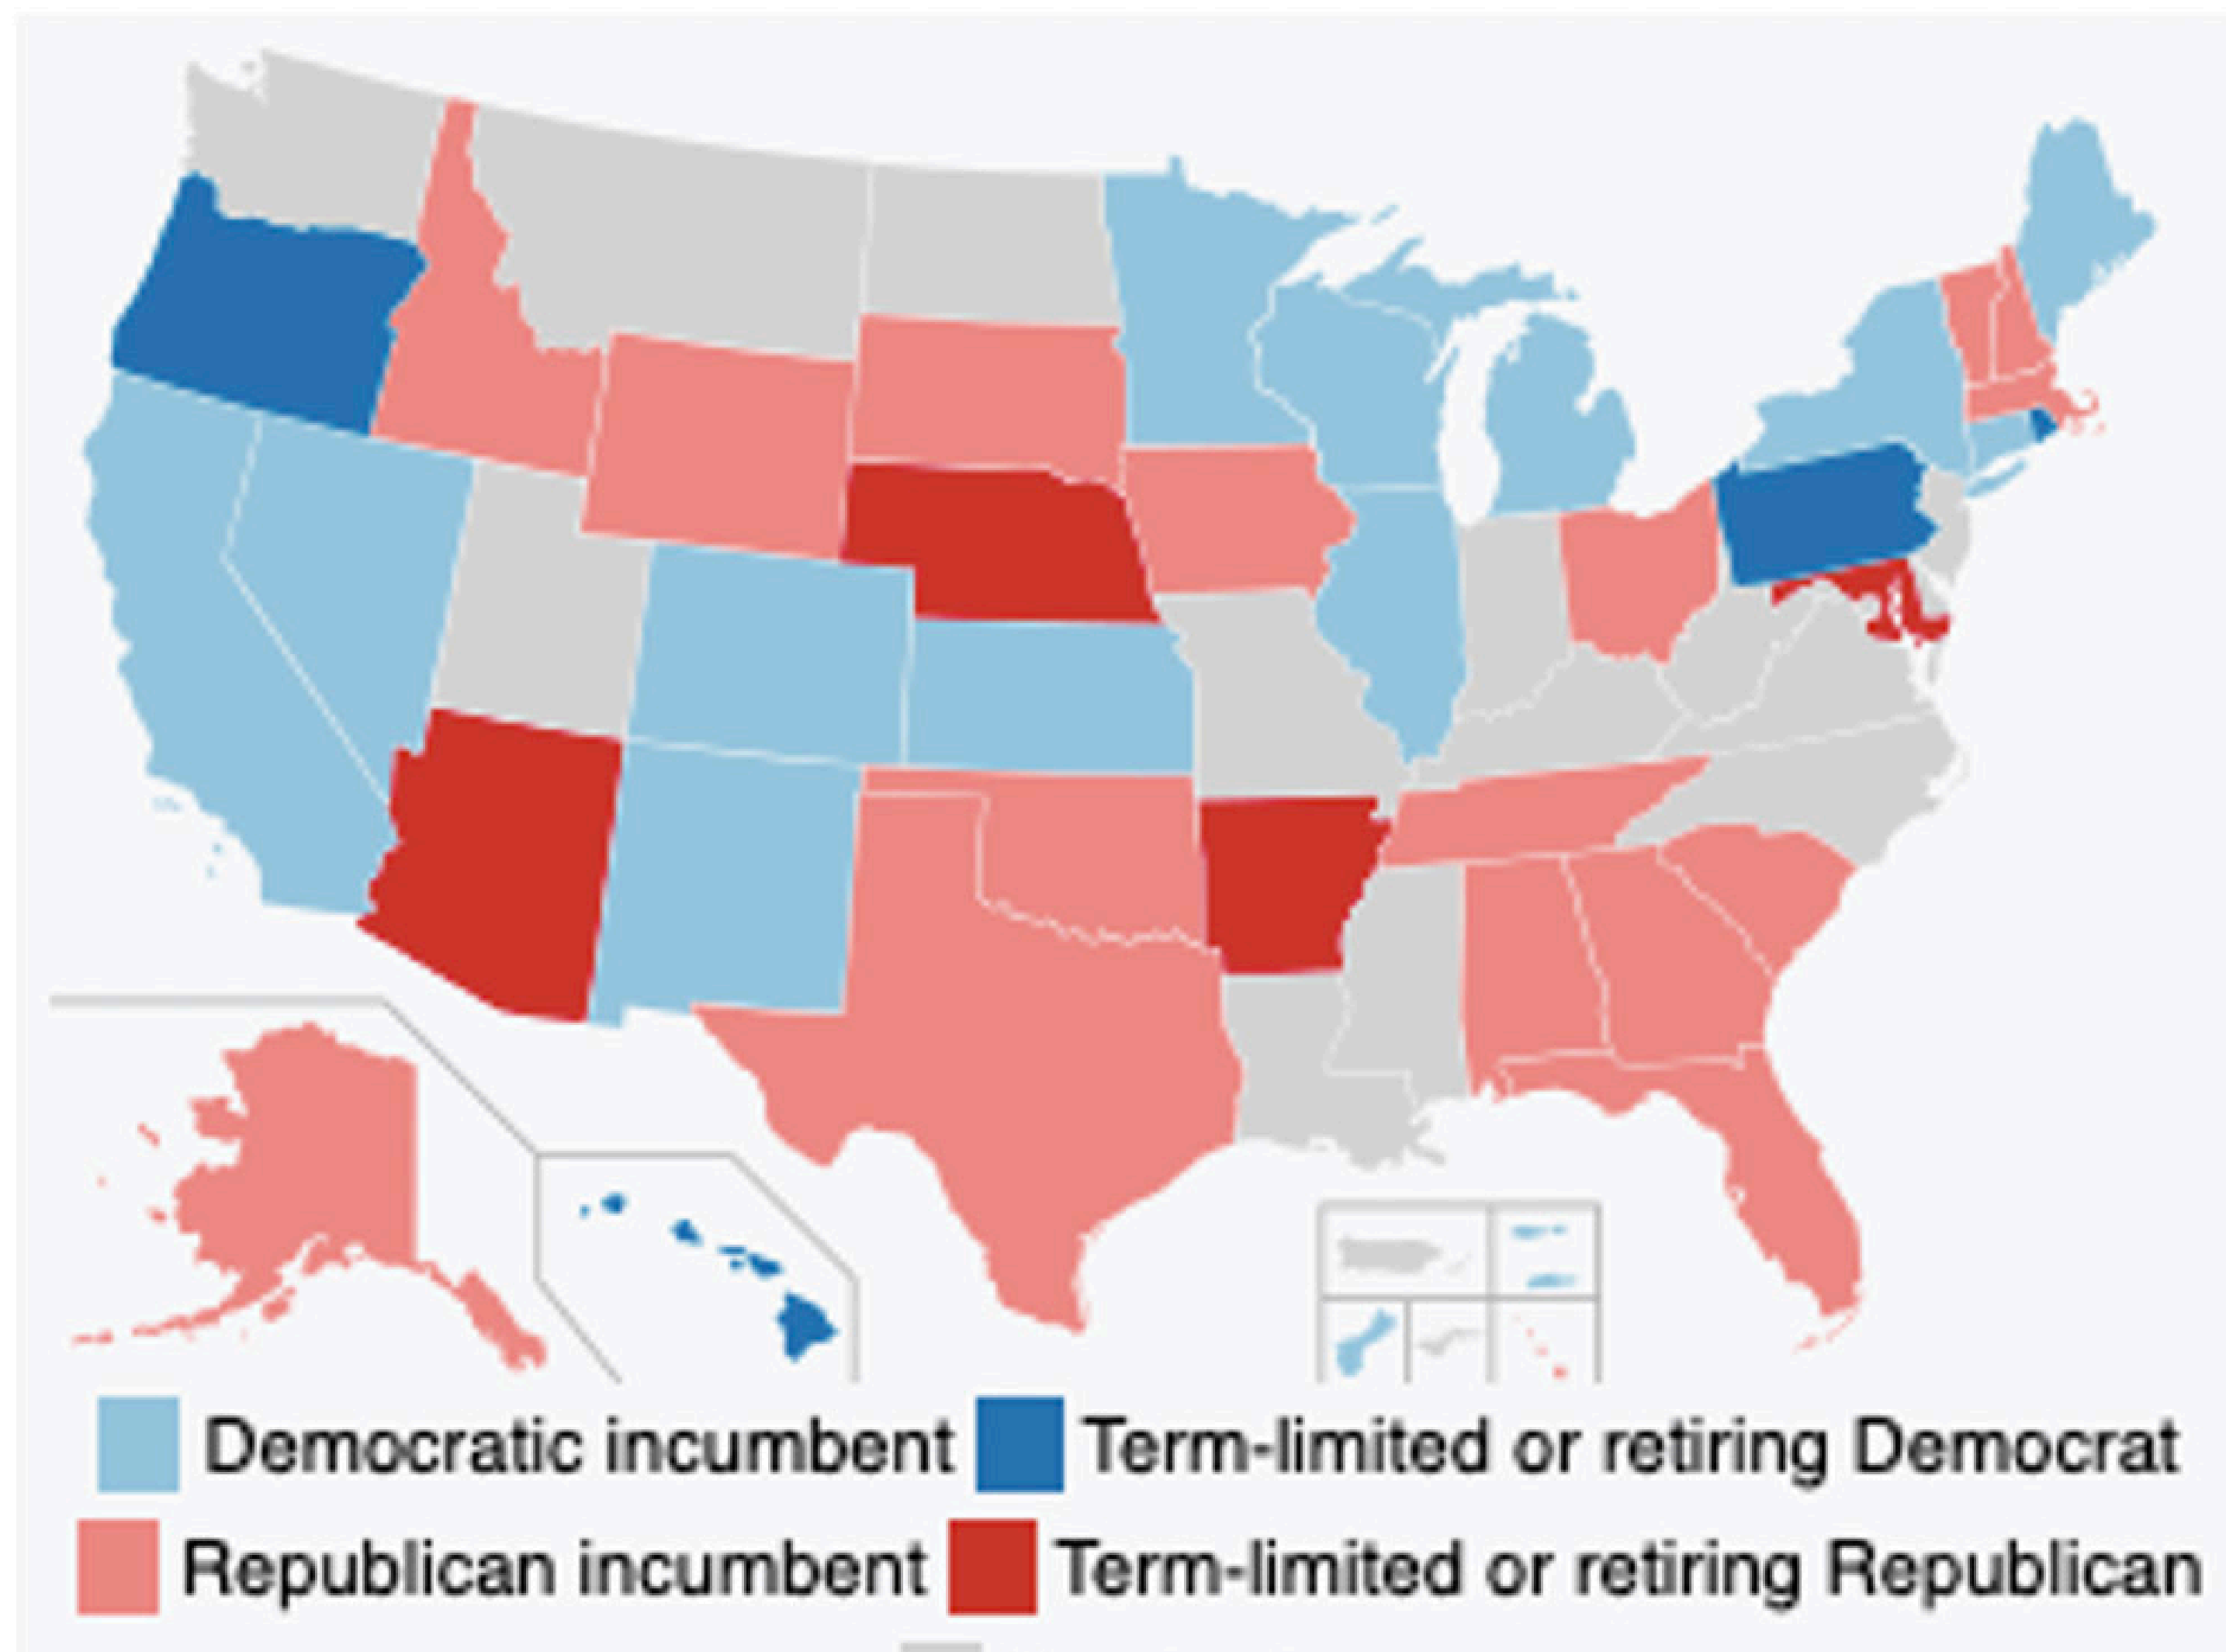 Democratic incumbent Term-limited or retiring Democrat
Republican incumbent Term-limited or retiring Republican